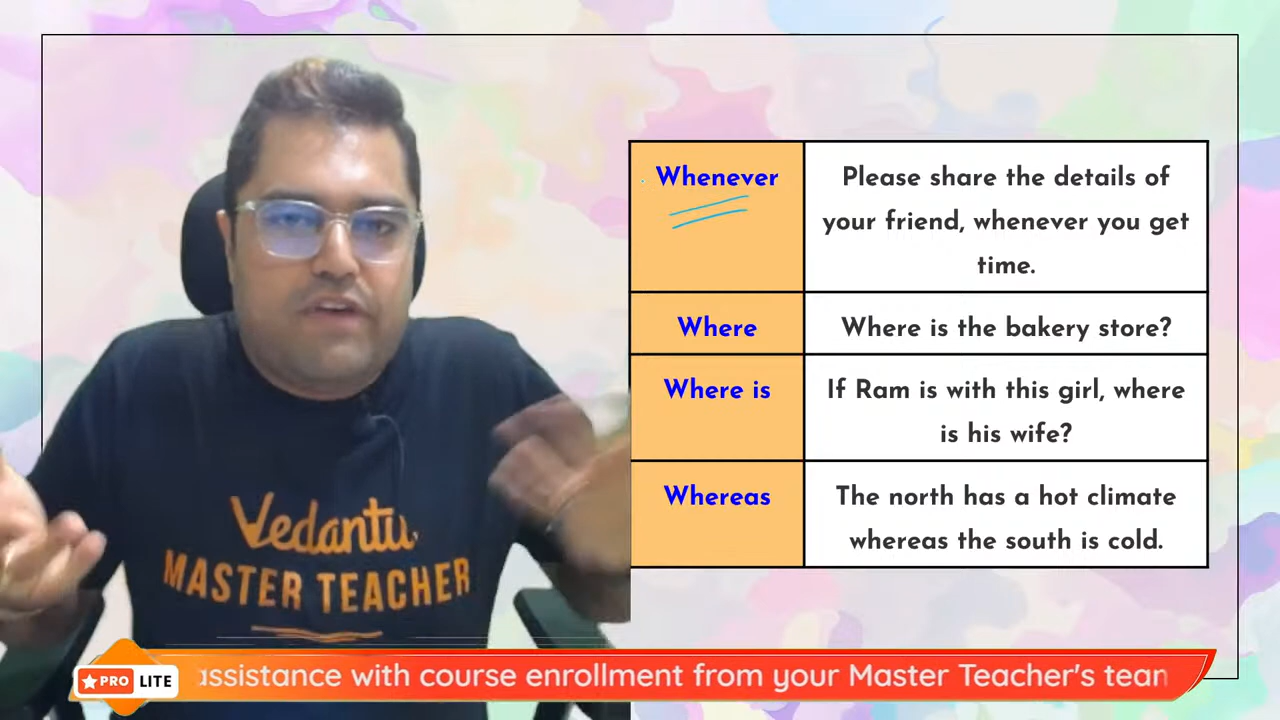 Whenever
Please share the details of
your friend, whenever you get
time.
Where
Where is the bakery store?
Where is
If Ram is with this girl, where
is his wife?
Whereas
The north has a hot climate
whereas the south is cold.
Vedantu
MASTER TEACHER
PRO LITE
assistance with course enrollment from your Master Teacher's tean